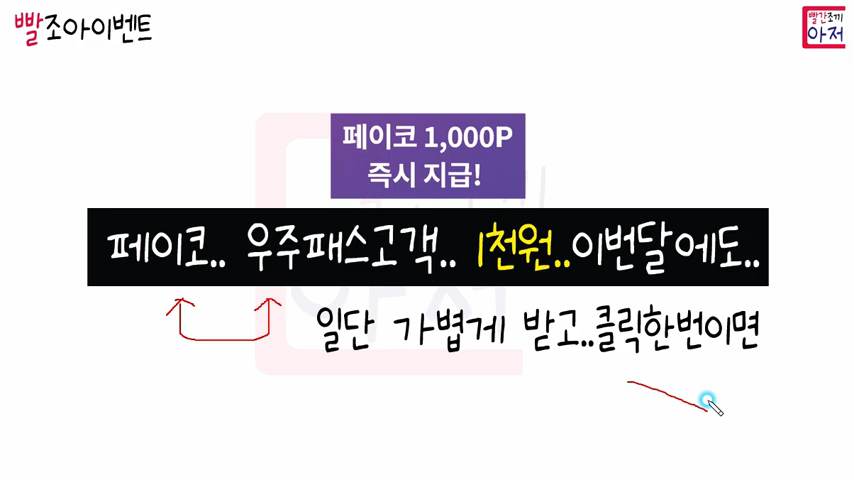 빨조아이벤트
빨간조끼
아저
페이코 1,000P
즉시 지급!
페이코.. 우주패스고객.. 1천원..이번달에도..
일단 가볍게 받고..클릭한번이면